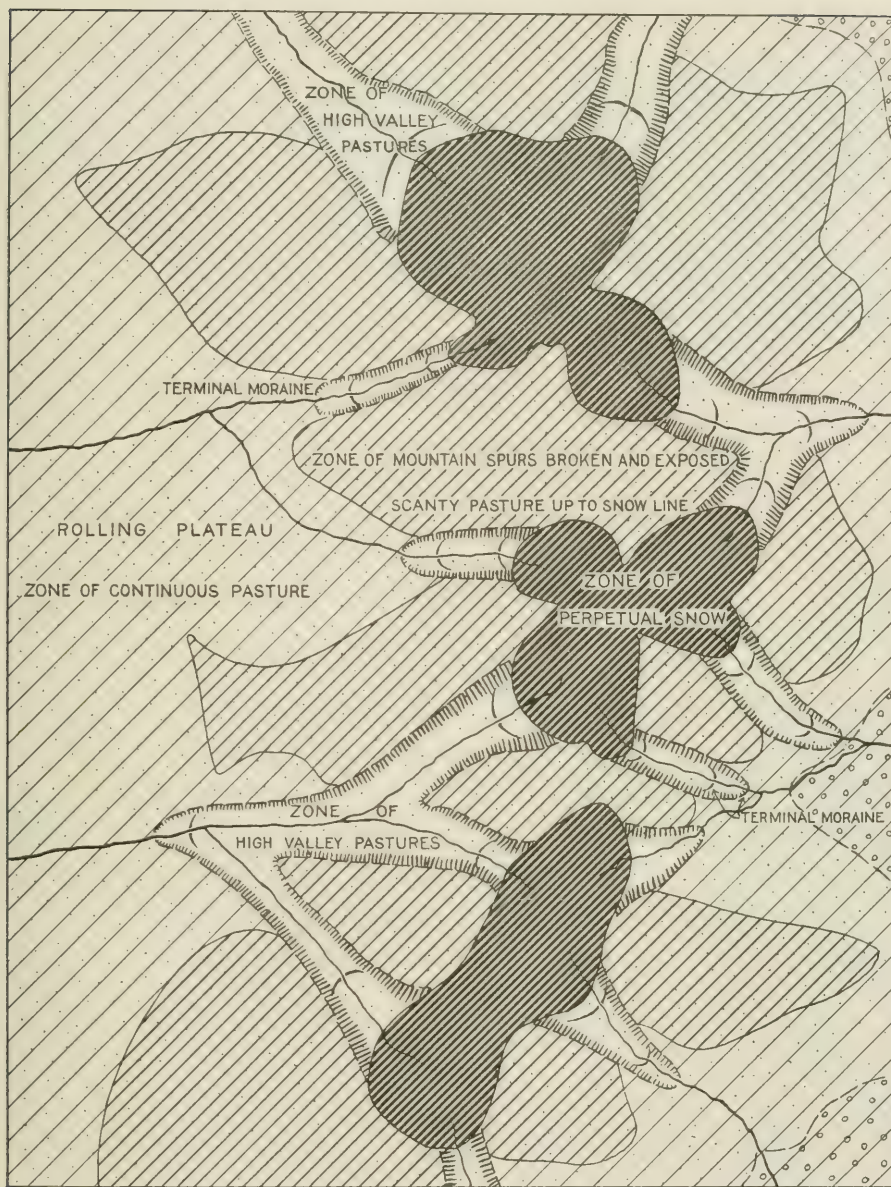 ZONE OF
HIGH VALLEY
PASTURES
TERMINAL MORAINE
ZONE OF MOUNTAIN SPURS BROKEN AND EXPOSED
SCANTY PASTURE UP TO SNOW LINE
ROLLING PLATEAU
ZONE OF CONTINUOUS PASTURE
ZONE OF
PERPETUAL SNOW
ZONE OF
HIGH VALLEY PASTURES
TERMINAL MORAINE